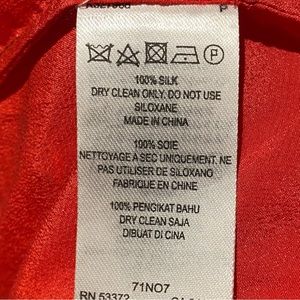 P
P
100% SILK
DRY CLEAN ONLY. DO NOT USE
SILOXANE
MADE IN CHINA
100% SOIE
NETTOYAGE A SEC UNIQUEMENT. NE
PAS UTILISER DE SILOXANO
FABRIQUE EN CHINE
100% PENGIKAT BAHU
DRY CLEAN SAJA
DIBUAT DI CINA
71NO7
RN 53372